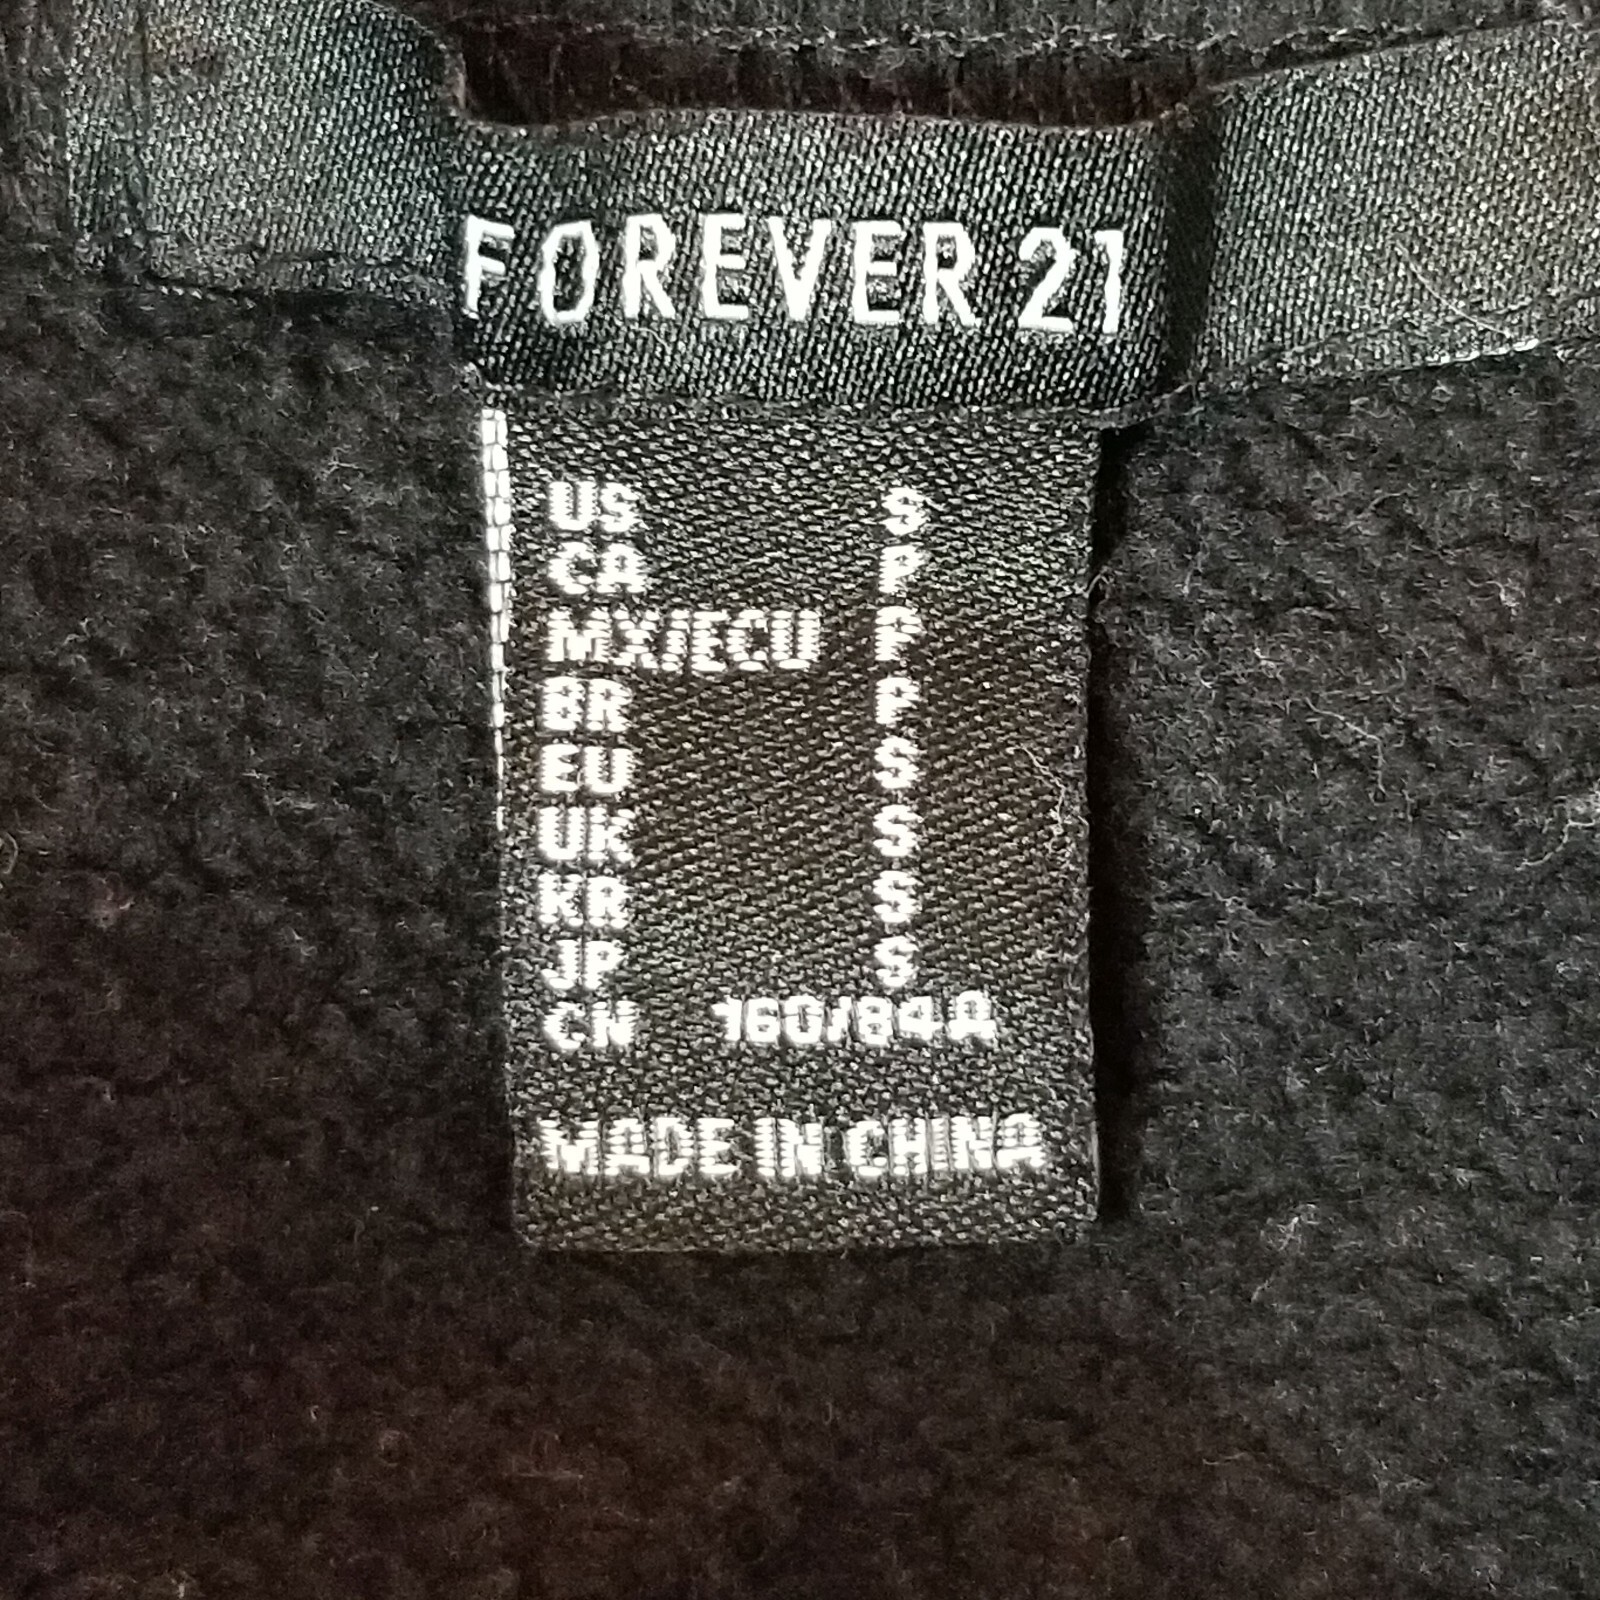 FOREVER 21
US S
CA P
MX/ECU P
BR P
EU S
UK S
KR S
JP S
CN 160/84A
MADE IN CHINA